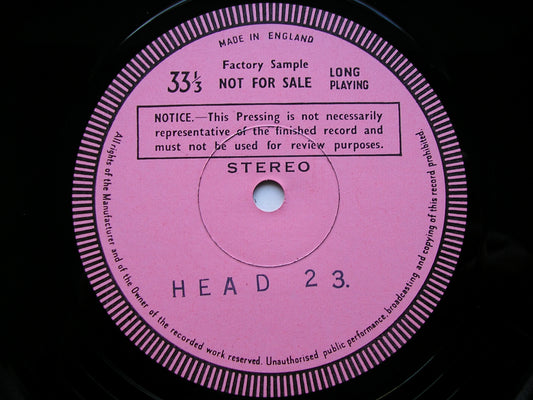 MADE IN ENGLAND
Factory Sample
33⅓ NOT FOR SALE LONG PLAYING
NOTICE.—This Pressing is not necessarily
representative of the finished record and
must not be used for review purposes.
STEREO
HEAD 23.
All rights of the Manufacturer and of the Owner of the recorded work reserved. Unauthorised public performance, broadcasting and copying of this record prohibited.